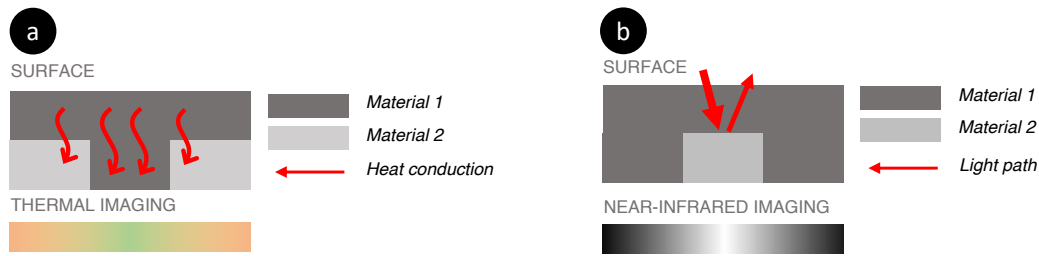 a
SURFACE
Material 1
Material 2
Heat conduction
THERMAL IMAGING
b
SURFACE
Material 1
Material 2
Light path
NEAR-INFRARED IMAGING